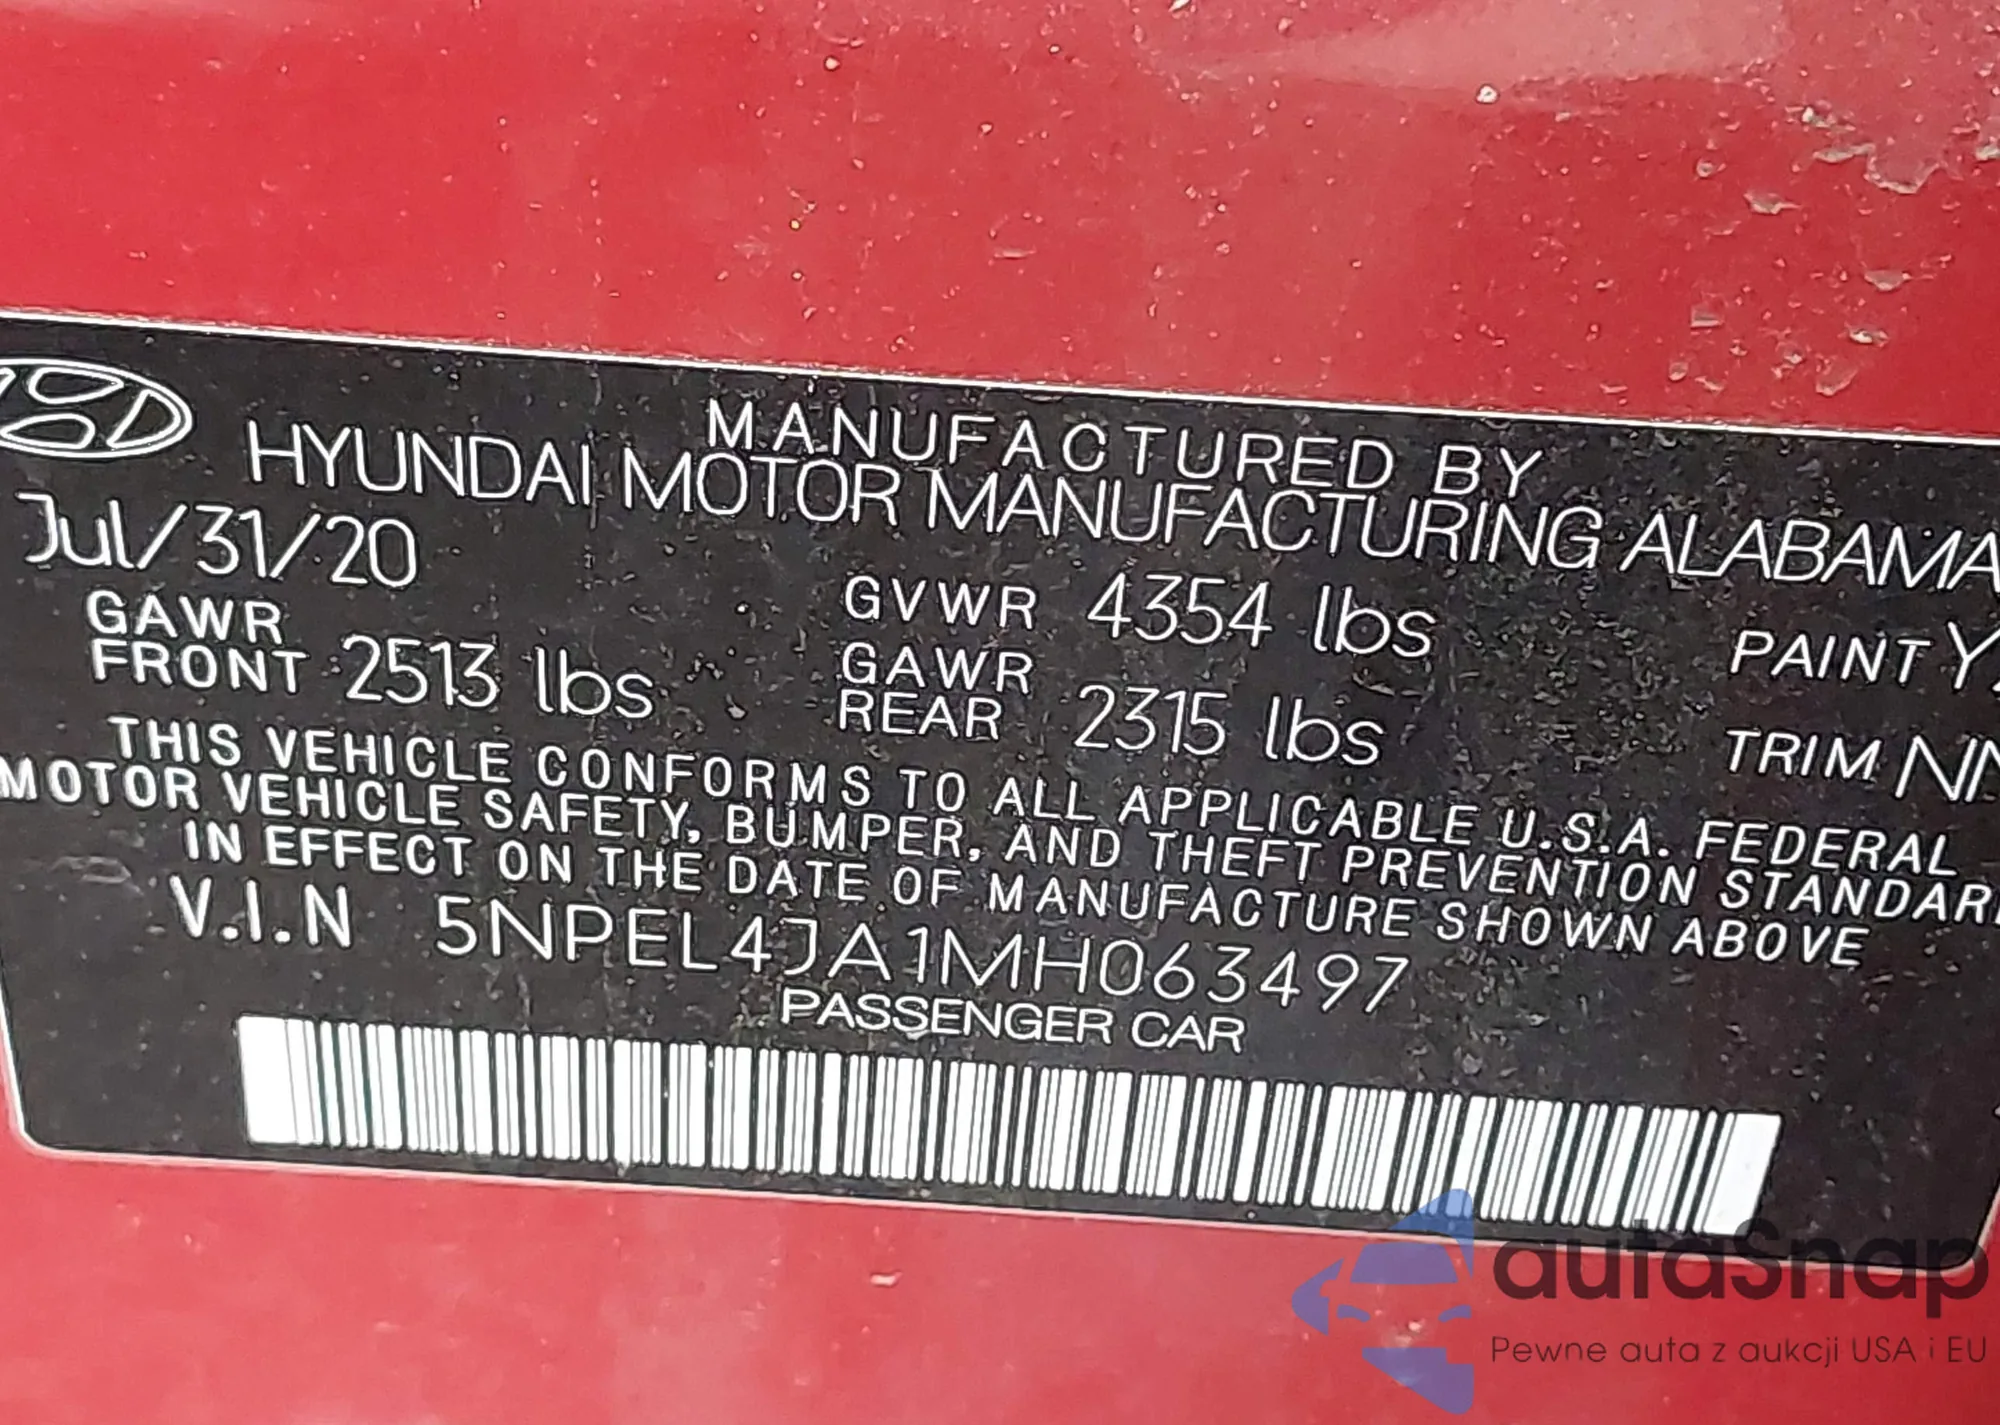 MANUFACTURED BY
HYUNDAI MOTOR MANUFACTURING ALABAMA
Jul/31/20
GVWR 4354 lbs
PAINT
GAWR FRONT 2513 lbs
GAWR REAR 2315 lbs
TRIM
THIS VEHICLE CONFORMS TO ALL APPLICABLE U.S.A. FEDERAL
MOTOR VEHICLE SAFETY, BUMPER, AND THEFT PREVENTION STANDAR
IN EFFECT ON THE DATE OF MANUFACTURE SHOWN ABOVE
V.I.N 5NPEL4JA1MH063497
PASSENGER CAR
autaSnap
Pewne auta z aukcji USA i EU